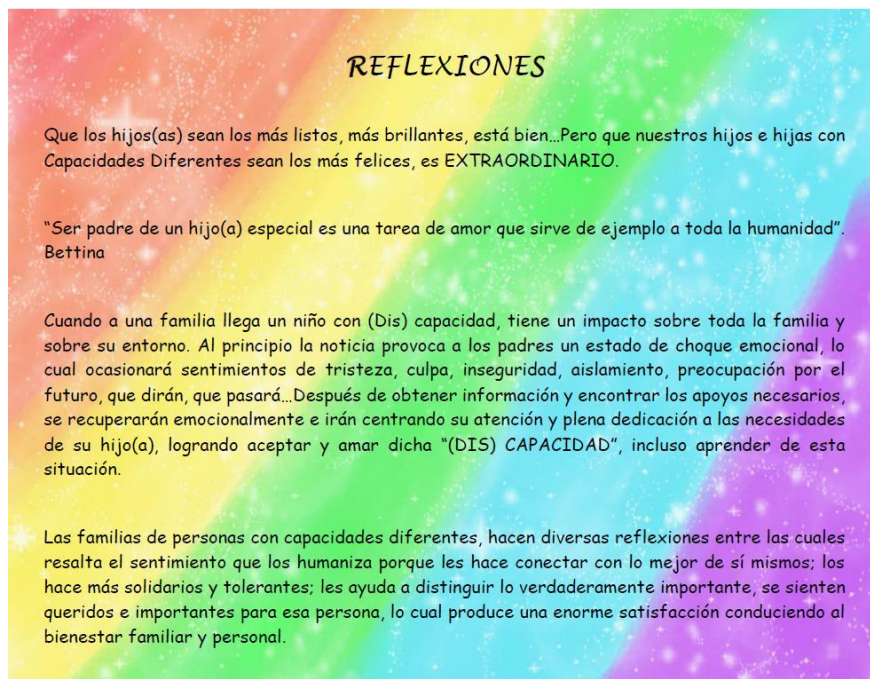 REFLEXIONES
Que los hijos(as) sean los más listos, más brillantes, está bien...Pero que nuestros hijos e hijas con
Capacidades Diferentes sean los más felices, es EXTRAORDINARIO.
“Ser padre de un hijo(a) especial es una tarea de amor que sirve de ejemplo a toda la humanidad”.
Bettina
Cuando a una familia llega un niño con (Dis) capacidad, tiene un impacto sobre toda la familia y
sobre su entorno. Al principio la noticia provoca a los padres un estado de choque emocional, lo
cual ocasionará sentimientos de tristeza, culpa, inseguridad, aislamiento, preocupación por el
futuro, que dirán, que pasará...Después de obtener información y encontrar los apoyos necesarios,
se recuperarán emocionalmente e irán centrando su atención y plena dedicación a las necesidades
de su hijo(a), logrando aceptar y amar dicha “(DIS) CAPACIDAD”, incluso aprender de esta
situación.
Las familias de personas con capacidades diferentes, hacen diversas reflexiones entre las cuales
resalta el sentimiento que los humaniza porque les hace conectar con lo mejor de sí mismos; los
hace más solidarios y tolerantes; les ayuda a distinguir lo verdaderamente importante, se sienten
queridos e importantes para esa persona, lo cual produce una enorme satisfacción conduciendo al
bienestar familiar y personal.